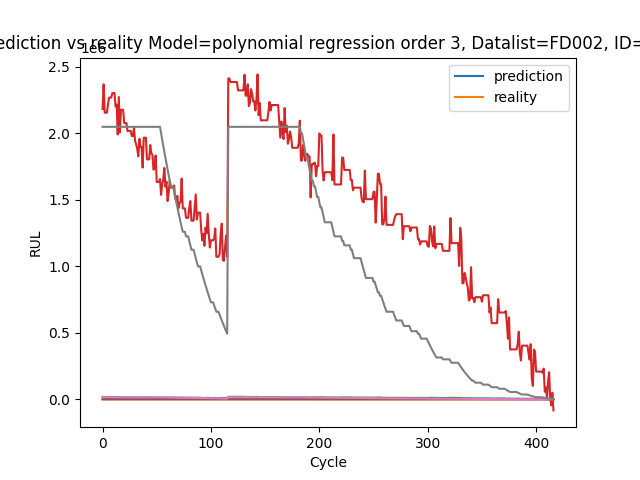 ediction vs reality Model=polynomial regression order 3, Datalist=FD002, ID=
1e6
2.5
2.0
1.5
1.0
0.5
0.0
RUL
prediction
reality
0 100 200 300 400
Cycle